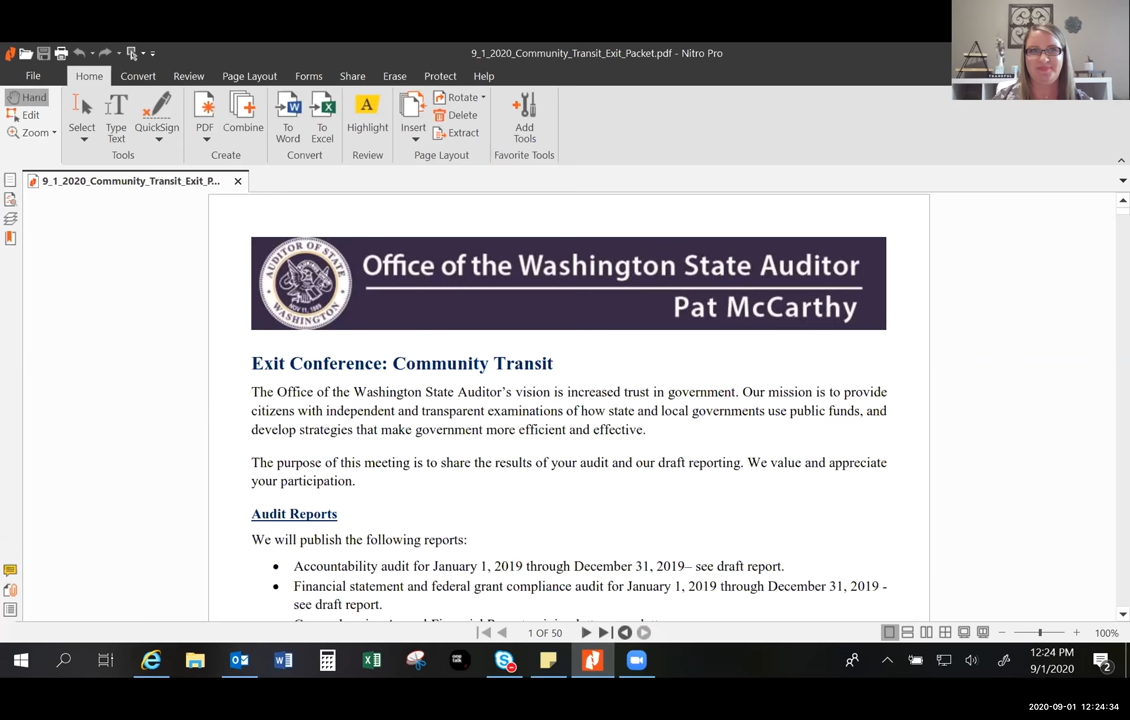 9_1_2020_Community_Transit_Exit_Packet.pdf - Nitro Pro
File Home Convert Review Page Layout Forms Share Erase Protect Help
Hand
Edit
Zoom
Select
Type Text
QuickSign
Tools
PDF
Combine
Create
To Word
To Excel
Convert
A
Highlight
Review
Insert
Rotate
Delete
Extract
Page Layout
Add Tools
Favorite Tools
9_1_2020_Community_Transit_Exit_P...
AUDITOR OF STATE
NOV 11, 1889
WASHINGTON
Office of the Washington State Auditor
Pat McCarthy
Exit Conference: Community Transit
The Office of the Washington State Auditor’s vision is increased trust in government. Our mission is to provide
citizens with independent and transparent examinations of how state and local governments use public funds, and
develop strategies that make government more efficient and effective.
The purpose of this meeting is to share the results of your audit and our draft reporting. We value and appreciate
your participation.
Audit Reports
We will publish the following reports:
• Accountability audit for January 1, 2019 through December 31, 2019– see draft report.
• Financial statement and federal grant compliance audit for January 1, 2019 through December 31, 2019 -
see draft report.
1 OF 50
100%
12:24 PM
9/1/2020
2
2020-09-01 12:24:34